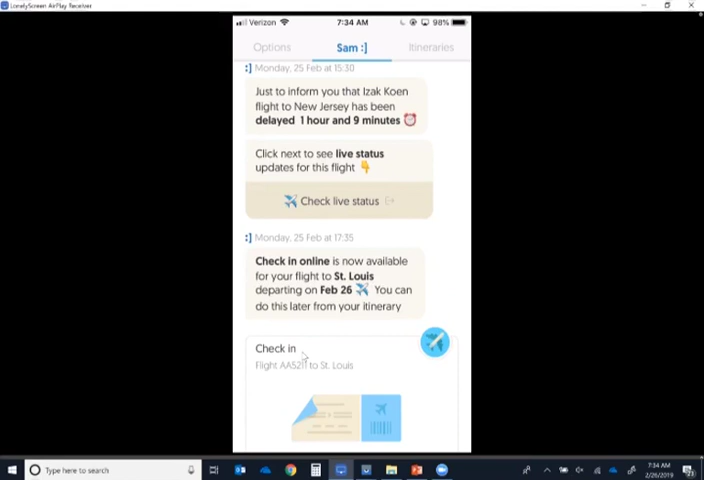 LonelyScreen AirPlay Receiver
Verizon 7:34 AM 98%
Options Sam :] Itineraries
:] Monday, 25 Feb at 15:30
Just to inform you that Izak Koen
flight to New Jersey has been
delayed 1 hour and 9 minutes
Click next to see live status
updates for this flight
Check live status
:] Monday, 25 Feb at 17:35
Check in online is now available
for your flight to St. Louis
departing on Feb 26 You can
do this later from your itinerary
Check in
Flight to St. Louis
Type here to search
7:34 AM
2/26/2019